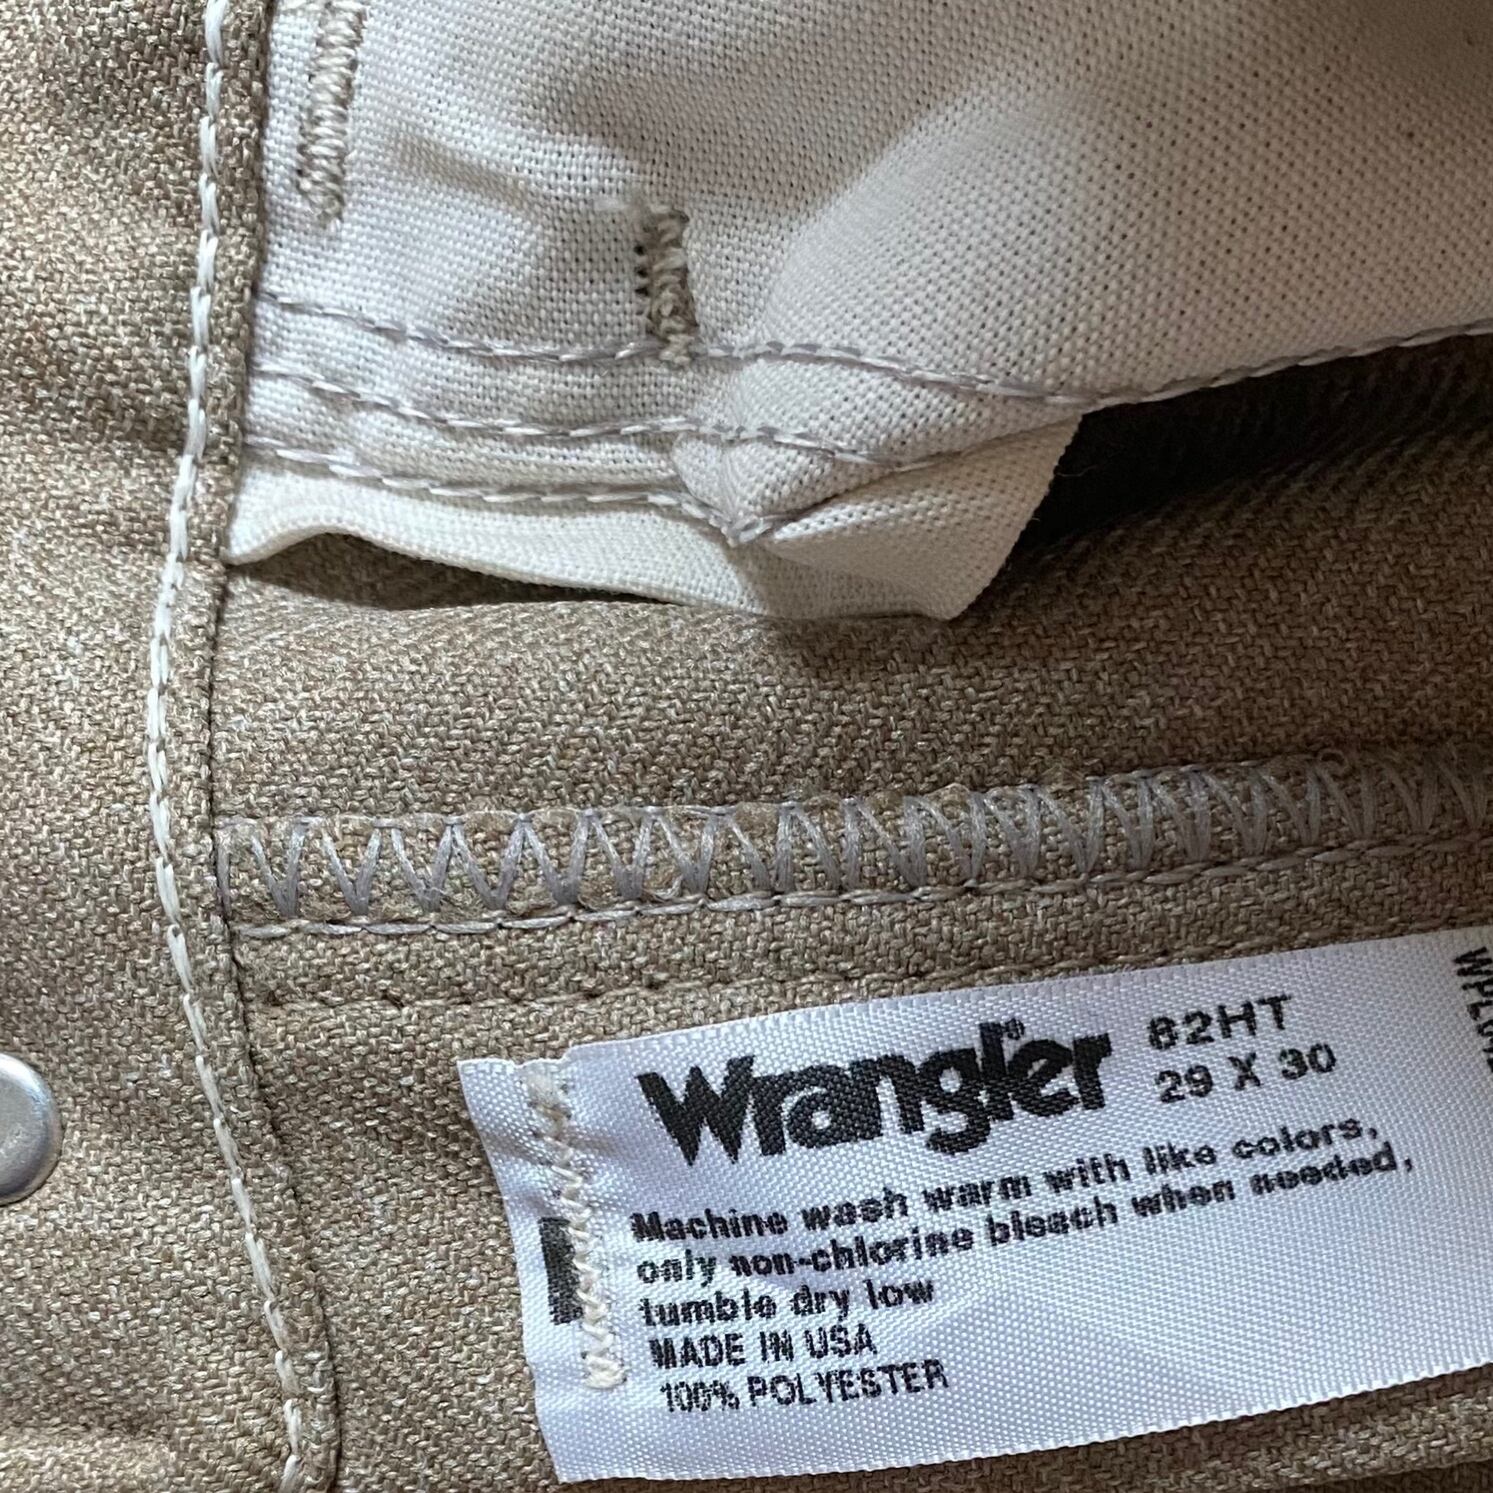 Wrangler®
82HT
29 X 30
Machine wash warm with like colors,
only non-chlorine bleach when needed,
tumble dry low
MADE IN USA
100% POLYESTER